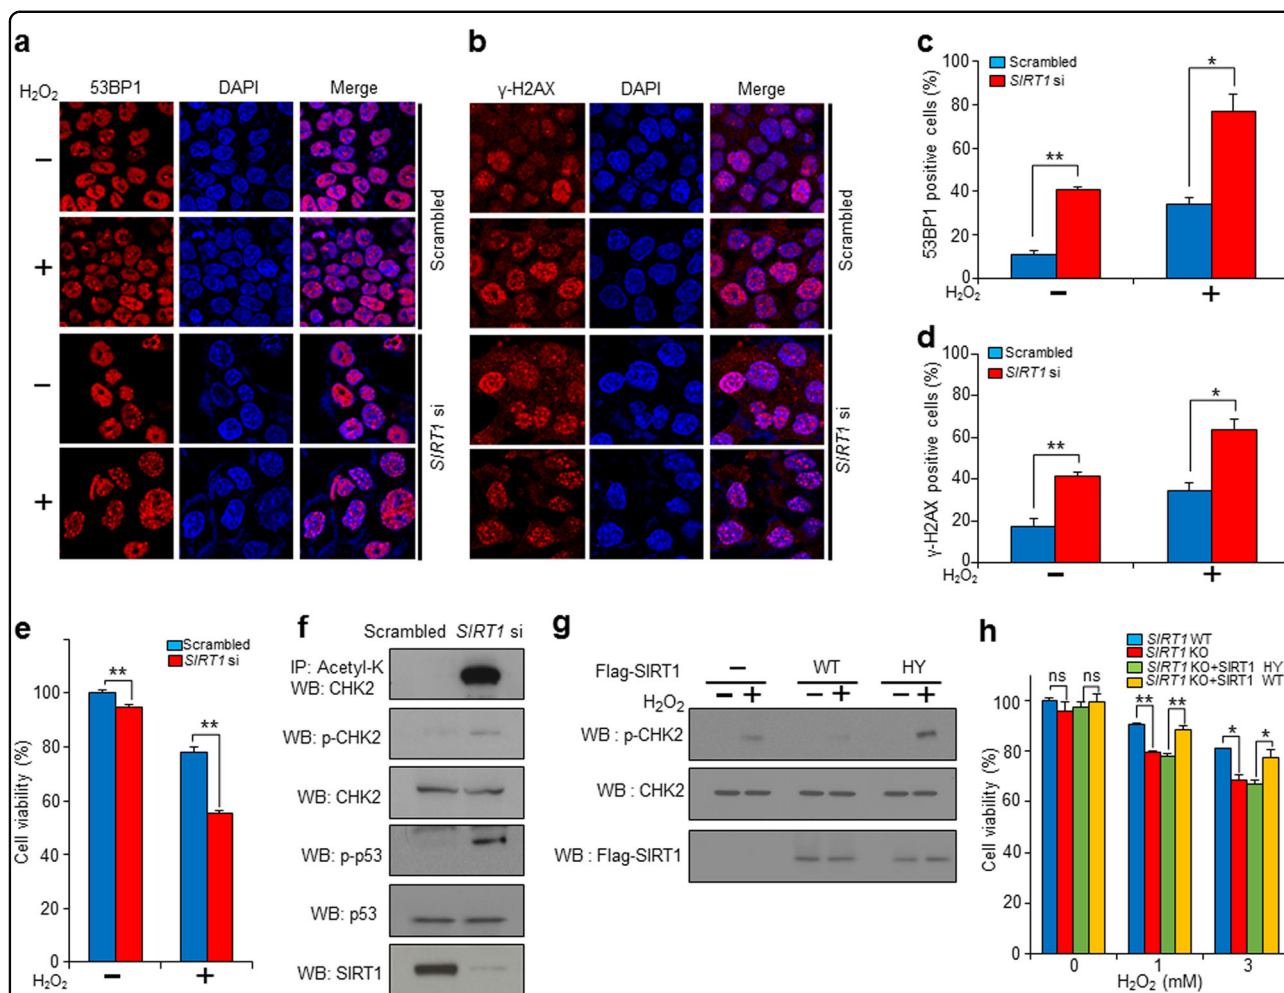 a
H₂O₂ 53BP1 DAPI Merge
−
+
−
+
Scrambled
SIRT1 si
b
γ-H2AX DAPI Merge
Scrambled
SIRT1 si
c
Scrambled
SIRT1 si
53BP1 positive cells (%)
100
80
60
40
20
0
**
*
H₂O₂ − +
d
Scrambled
SIRT1 si
γ-H2AX positive cells (%)
100
80
60
40
20
0
**
*
H₂O₂ − +
e
Scrambled
SIRT1 si
Cell viability (%)
100
80
60
40
20
0
**
**
H₂O₂ − +
f
Scrambled SIRT1 si
IP: Acetyl-K
WB: CHK2
WB: p-CHK2
WB: CHK2
WB: p-p53
WB: p53
WB: SIRT1
g
Flag-SIRT1 − WT HY
H₂O₂ − + − + − +
WB : p-CHK2
WB : CHK2
WB : Flag-SIRT1
h
SIRT1 WT
SIRT1 KO
SIRT1 KO+SIRT1 HY
SIRT1 KO+SIRT1 WT
Cell viability (%)
100
80
60
40
20
0
ns ns
** **
* *
0 1 3
H₂O₂ (mM)